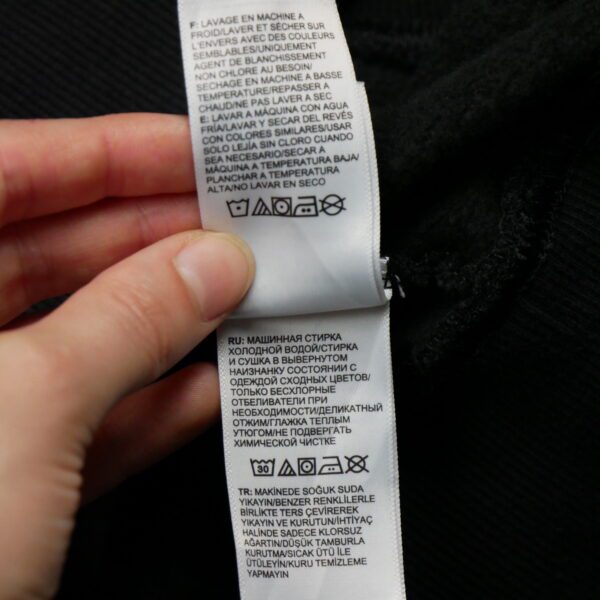 F: LAVAGE EN MACHINE A
FROID/LAVER ET SÉCHER SUR
L'ENVERS AVEC DES COULEURS
SEMBLABLES/UNIQUEMENT
AGENT DE BLANCHISSEMENT
NON CHLORE AU BESOIN/
SECHAGE EN MACHINE A BASSE
TEMPERATURE/REPASSER A
CHAUD/NE PAS LAVER A SEC
E: LAVAR A MÁQUINA CON AGUA
FRÍA/LAVAR Y SECAR DEL REVÉS
CON COLORES SIMILARES/USAR
SOLO LEJÍA SIN CLORO CUANDO
SEA NECESARIO/SECAR A
MÁQUINA A TEMPERATURA BAJA/
PLANCHAR A TEMPERATURA
ALTA/NO LAVAR EN SECO
RU: МАШИННАЯ СТИРКА
ХОЛОДНОЙ ВОДОЙ/СТИРКА
И СУШКА В ВЫВЕРНУТОМ
НАИЗНАНКУ СОСТОЯНИИ С
ОДЕЖДОЙ СХОДНЫХ ЦВЕТОВ/
ТОЛЬКО БЕСХЛОРНЫЕ
ОТБЕЛИВАТЕЛИ ПРИ
НЕОБХОДИМОСТИ/ДЕЛИКАТНЫЙ
ОТЖИМ/ГЛАЖКА ТЕПЛЫМ
УТЮГОМ/НЕ ПОДВЕРГАТЬ
ХИМИЧЕСКОЙ ЧИСТКЕ
30
TR: MAKİNEDE SOĞUK SUDA
YIKAYIN/BENZER RENKLİLERLE
BİRLİKTE TERS ÇEVİREREK
YIKAYIN VE KURUTUN/İHTİYAÇ
HALİNDE SADECE KLORSUZ
AĞARTIN/DÜŞÜK TAMBURLA
KURUTMA/SICAK ÜTÜ İLE
ÜTÜLEYİN/KURU TEMİZLEME
YAPMAYIN